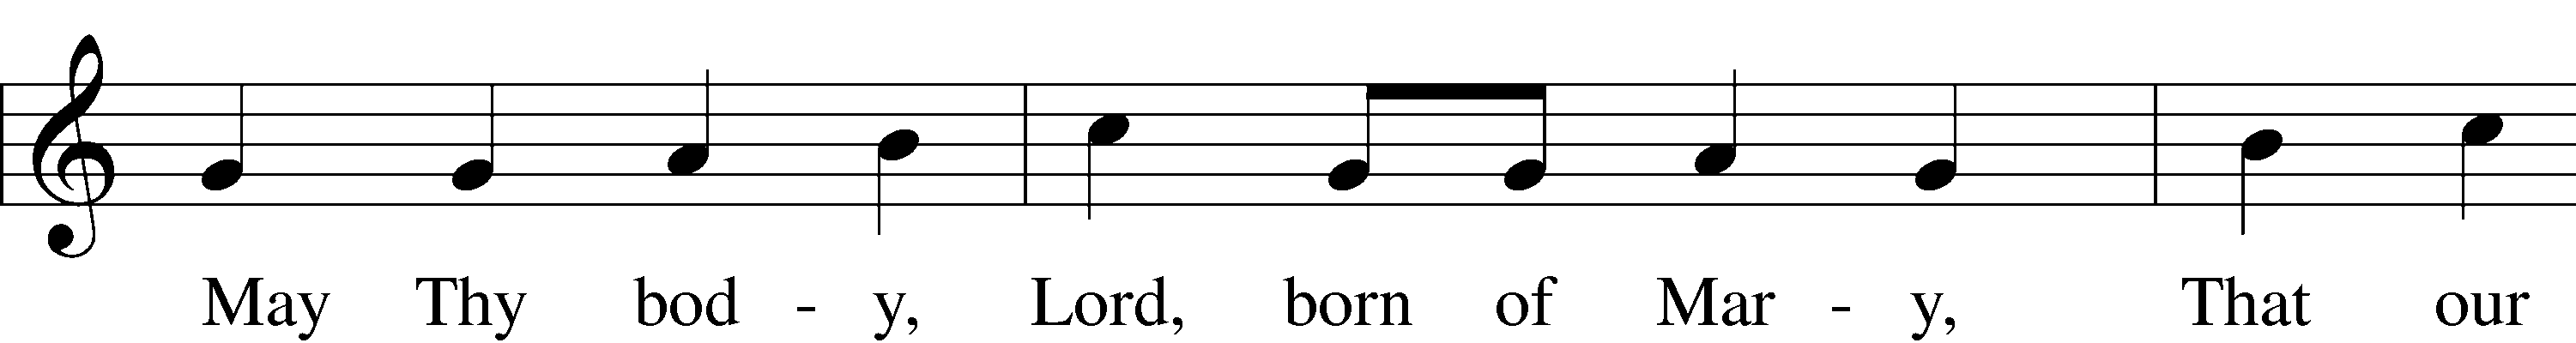 May Thy bod - y, Lord, born of Mar - y, That our